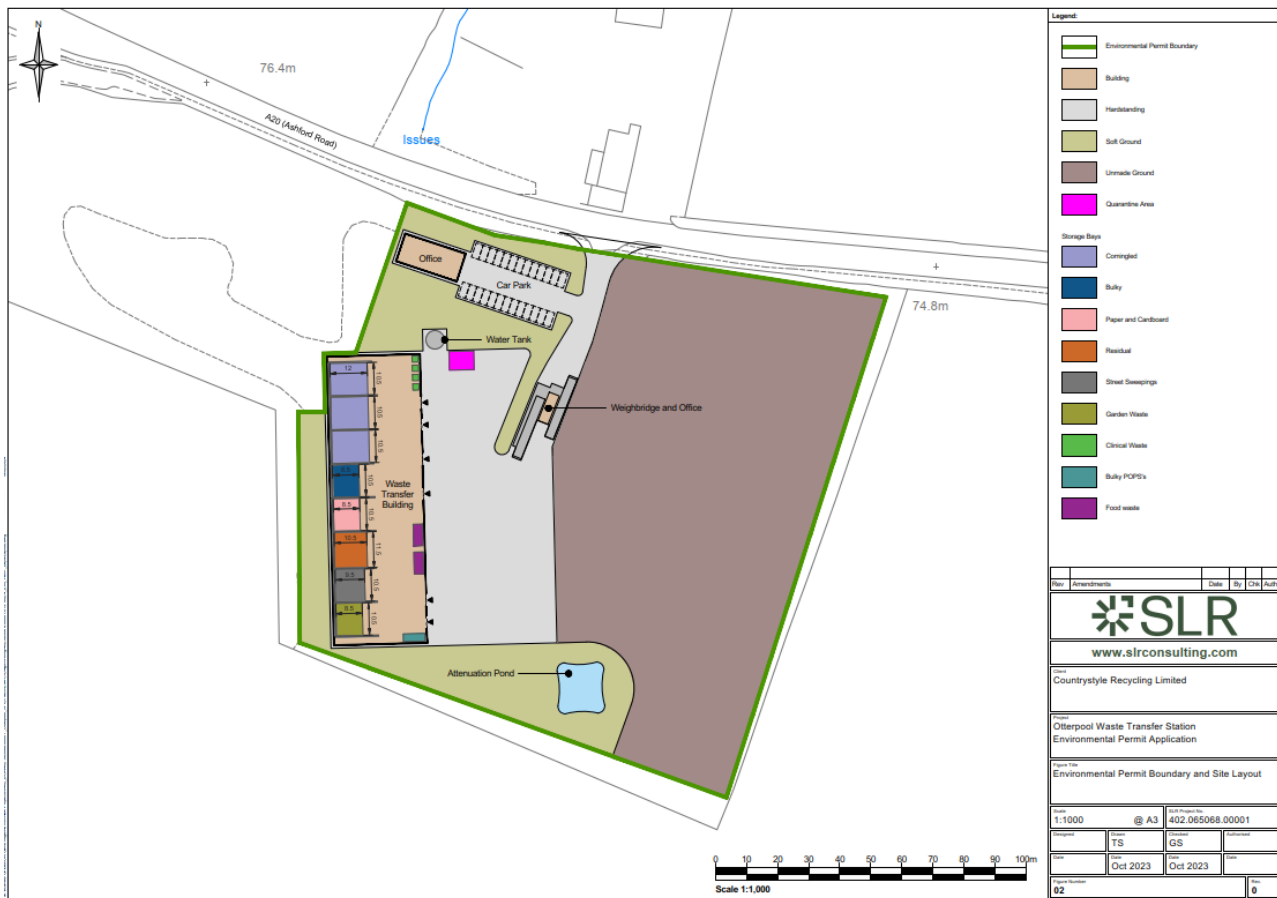 N
76.4m
A20 (Ashford Road)
Issues
74.8m
Office
Car Park
Water Tank
Weighbridge and Office
12
10.5
10.5
10.5
10.5
Waste
Transfer
Building
8.5
10.5
10.5
11.5
9.5
10.5
8.5
10.5
Attenuation Pond
0 10 20 30 40 50 60 70 80 90 100m
Scale 1:1,000
Legend:
Environmental Permit Boundary
Building
Hardstanding
Soft Ground
Unmade Ground
Quarantine Area
Storage Bays
Comingled
Bulky
Paper and Cardboard
Residual
Street Sweepings
Garden Waste
Clinical Waste
Bulky POPS's
Food waste
Rev Amendments Date By Chk Auth
SLR
www.slrconsulting.com
Client
Countrystyle Recycling Limited
Project
Otterpool Waste Transfer Station
Environmental Permit Application
Figure Title
Environmental Permit Boundary and Site Layout
Scale
1:1000 @ A3
SLR Project No.
402.065068.00001
Designed
Drawn
TS
Checked
GS
Authorised
Date
Date
Oct 2023
Date
Oct 2023
Date
Figure Number
02
Rev.
0